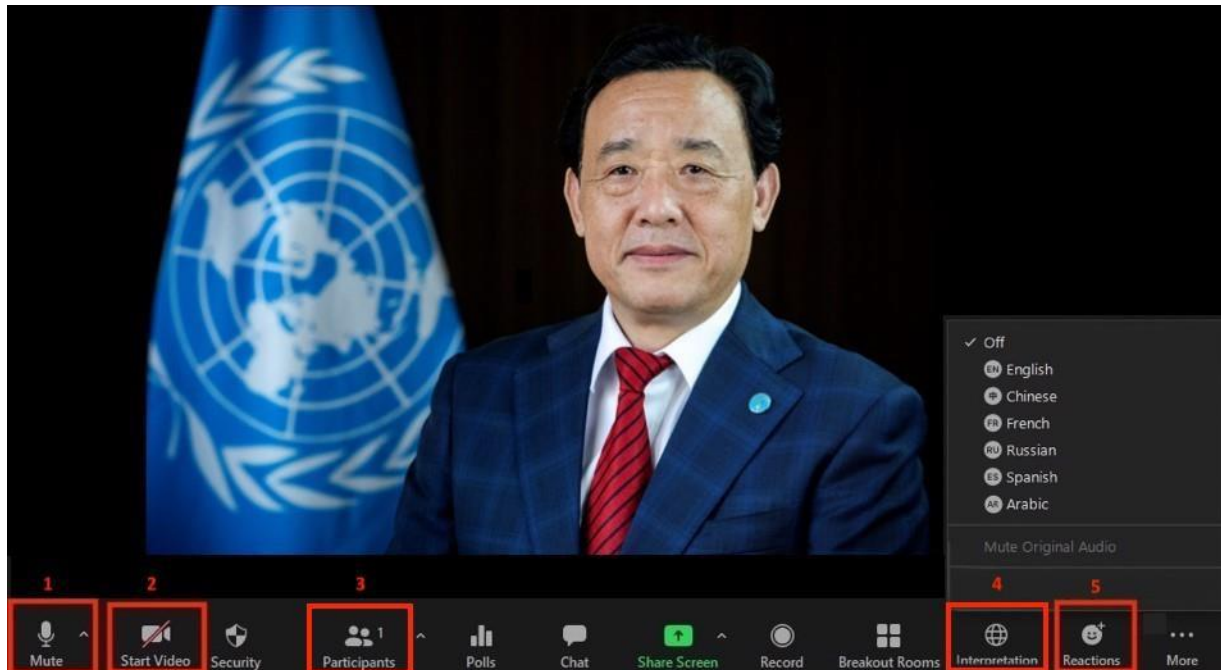 Off
EN English
中 Chinese
FR French
RU Russian
ES Spanish
AR Arabic
Mute Original Audio
1 2 3 4 5
1
Mute Start Video Security Participants Polls Chat Share Screen Record Breakout Rooms Interpretation Reactions More